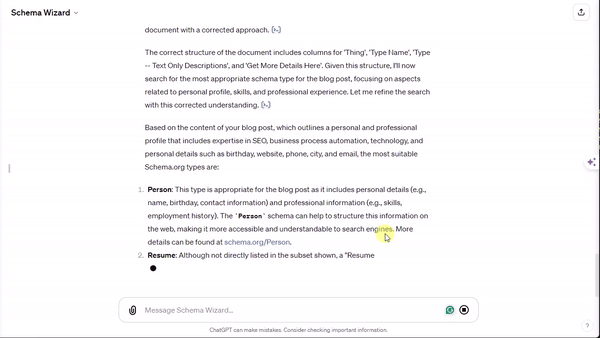 Schema Wizard
document with a corrected approach. [>-]
The correct structure of the document includes columns for 'Thing', 'Type Name', 'Type
-- Text Only Descriptions', and 'Get More Details Here'. Given this structure, I'll now
search for the most appropriate schema type for the blog post, focusing on aspects
related to personal profile, skills, and professional experience. Let me refine the search
with this corrected understanding. [>-]
Based on the content of your blog post, which outlines a personal and professional
profile that includes expertise in SEO, business process automation, technology, and
personal details such as birthday, website, phone, city, and email, the most suitable
Schema.org types are:
1. Person: This type is appropriate for the blog post as it includes personal details (e.g.,
name, birthday, contact information) and professional information (e.g., skills,
employment history). The `Person` schema can help to structure this information on
the web, making it more accessible and understandable to search engines. More
details can be found at schema.org/Person.
2. Resume: Although not directly listed in the subset shown, a "Resume
Message Schema Wizard...
ChatGPT can make mistakes. Consider checking important information.
?